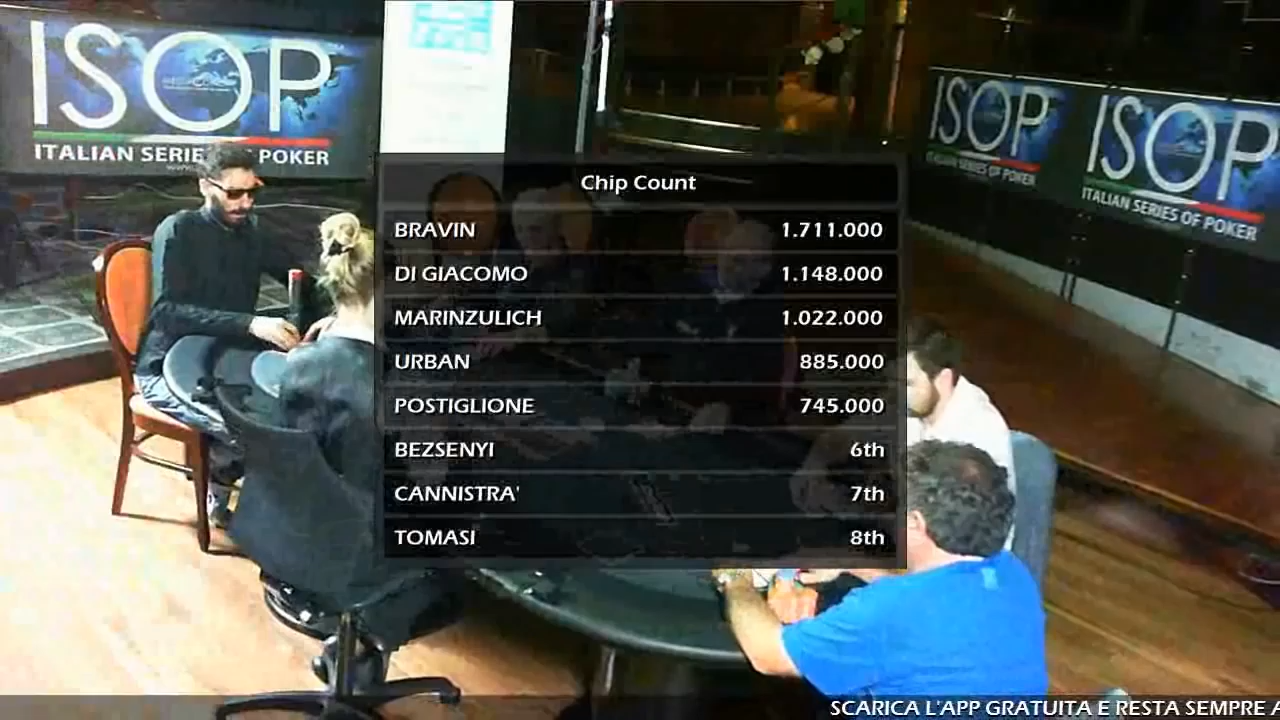 ISOP
ITALIAN SERIE POKER
ISOP
ITALIAN SERIES OF POKER
ISOP
ITALIAN SERIES OF POKER
Chip Count
BRAVIN 1.711.000
DI GIACOMO 1.148.000
MARINZULICH 1.022.000
URBAN 885.000
POSTIGLIONE 745.000
BEZSENYI 6th
CANNISTRA' 7th
TOMASI 8th
SCARICA L'APP GRATUITA E RESTA SEMPRE A